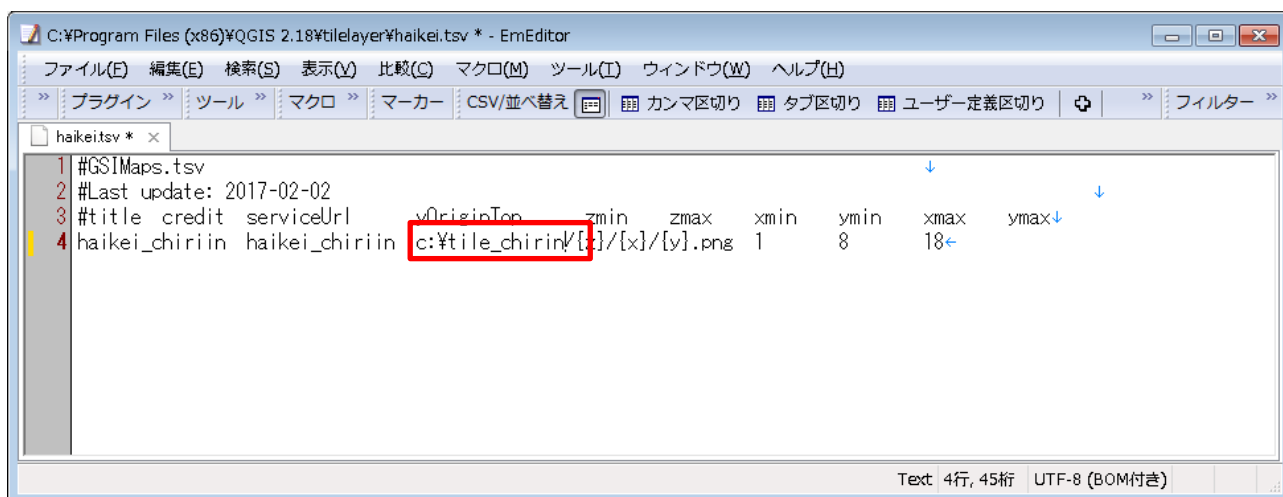 C:¥Program Files (x86)¥QGIS 2.18¥tilelayer¥haikei.tsv * - EmEditor
ファイル(F) 編集(E) 検索(S) 表示(V) 比較(C) マクロ(M) ツール(T) ウィンドウ(W) ヘルプ(H)
» プラグイン » ツール » マクロ » マーカー CSV/並べ替え カンマ区切り タブ区切り ユーザー定義区切り » フィルター »
haikei.tsv * ×
1 #GSIMaps.tsv ↓
2 #Last update: 2017-02-02 ↓
3 #title credit serviceUrl yOriginTop zmin zmax xmin ymin xmax ymax↓
4 haikei_chiriin haikei_chiriin c:¥tile_chirin/{z}/{x}/{y}.png 1 8 18←
Text 4行, 45桁 UTF-8 (BOM付き)